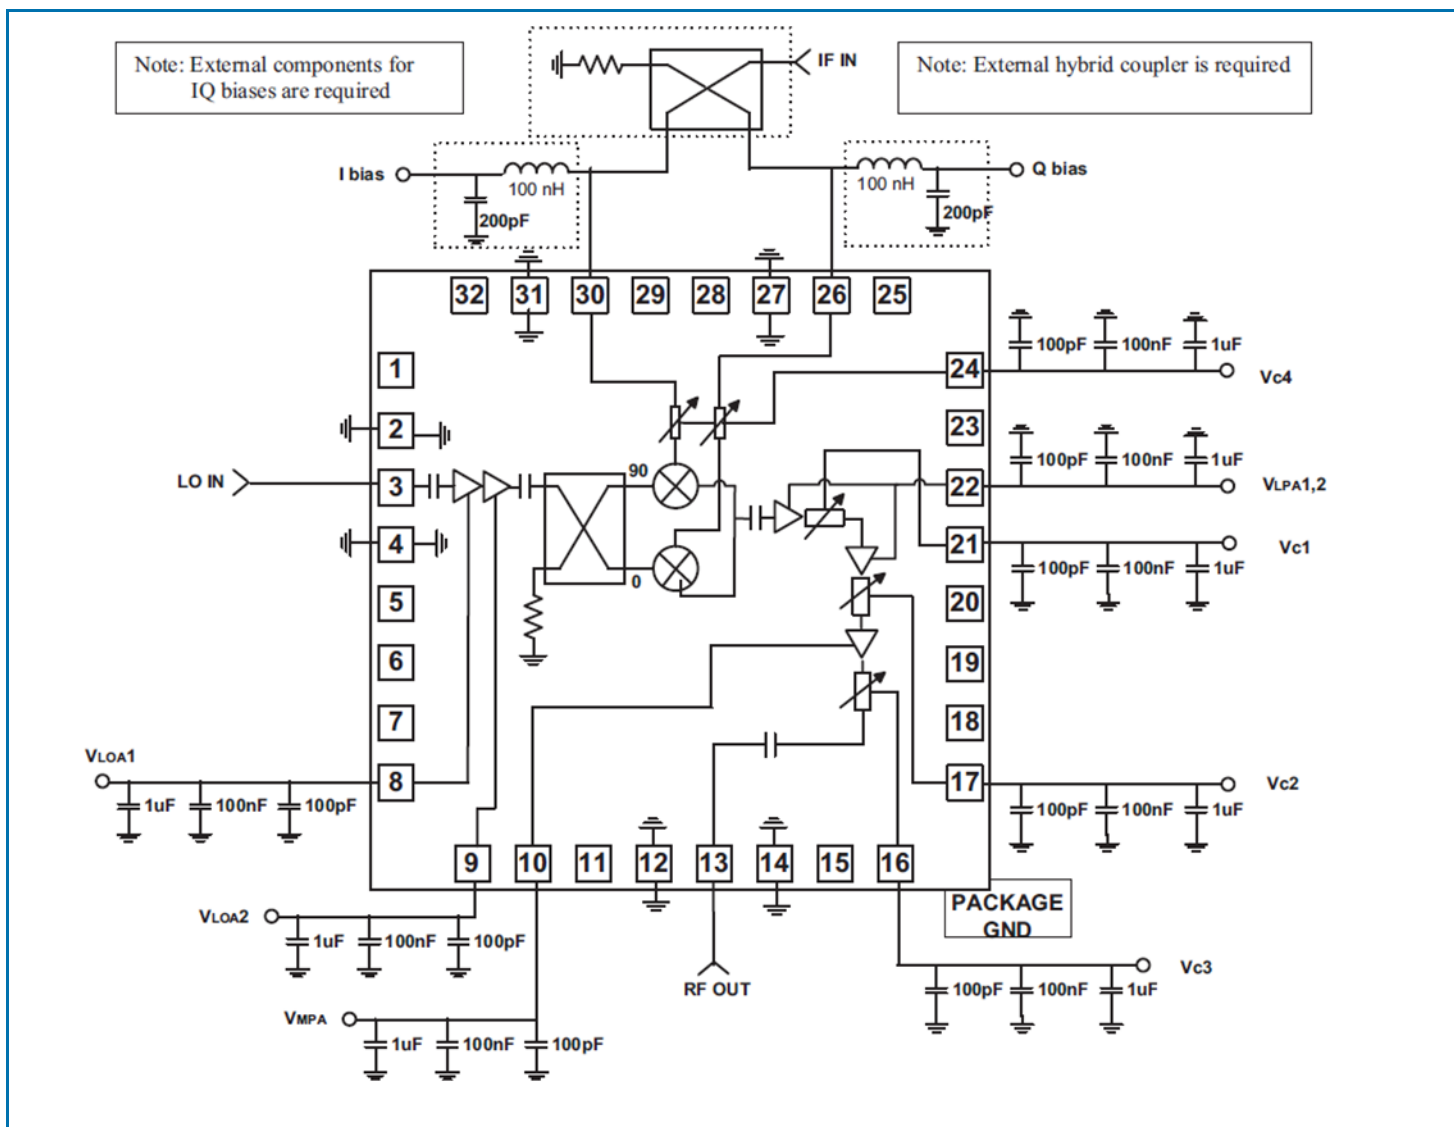 Note: External components for
IQ biases are required
IF IN
Note: External hybrid coupler is required
I bias
100 nH
200pF
100 nH
200pF
Q bias
32
31
30
29
28
27
26
25
1
2
3
4
5
6
7
8
24
23
22
21
20
19
18
17
9
10
11
12
13
14
15
16
LO IN
90
0
100pF
100nF
1uF
Vc4
100pF
100nF
1uF
VLPA1,2
100pF
100nF
1uF
Vc1
VLOA1
1uF
100nF
100pF
100pF
100nF
1uF
Vc2
PACKAGE
GND
VLOA2
1uF
100nF
100pF
RF OUT
100pF
100nF
1uF
Vc3
VMPA
1uF
100nF
100pF